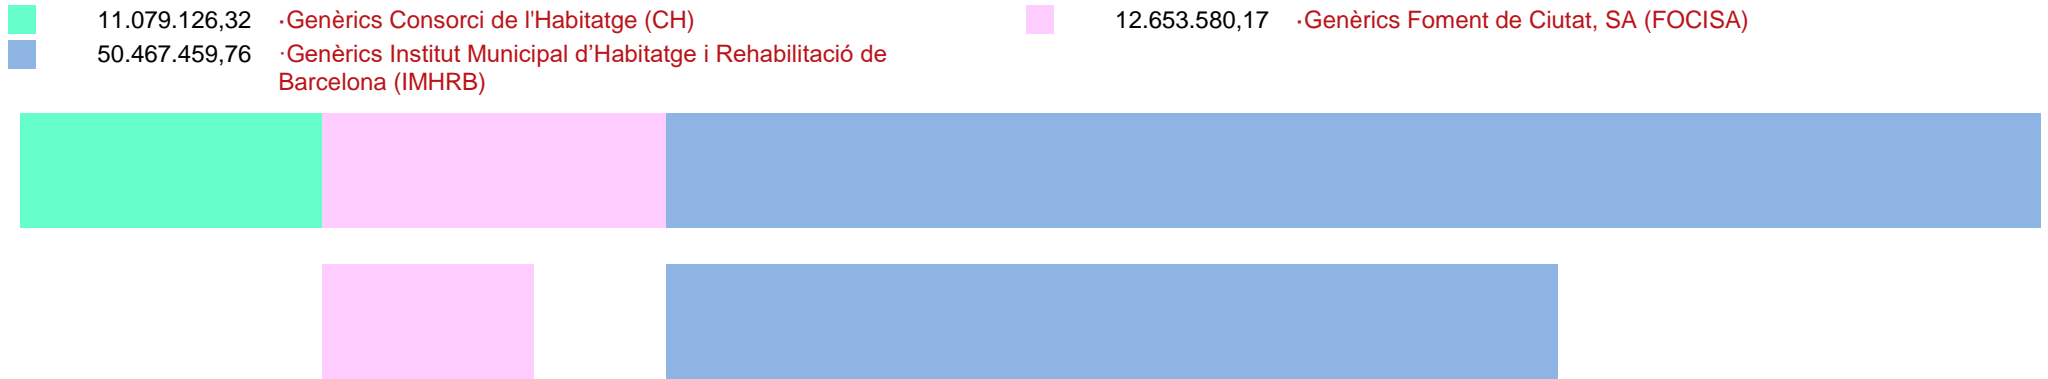 11.079.126,32 ·Genèrics Consorci de l'Habitatge (CH)
12.653.580,17 ·Genèrics Foment de Ciutat, SA (FOCISA)
50.467.459,76 ·Genèrics Institut Municipal d’Habitatge i Rehabilitació de
Barcelona (IMHRB)